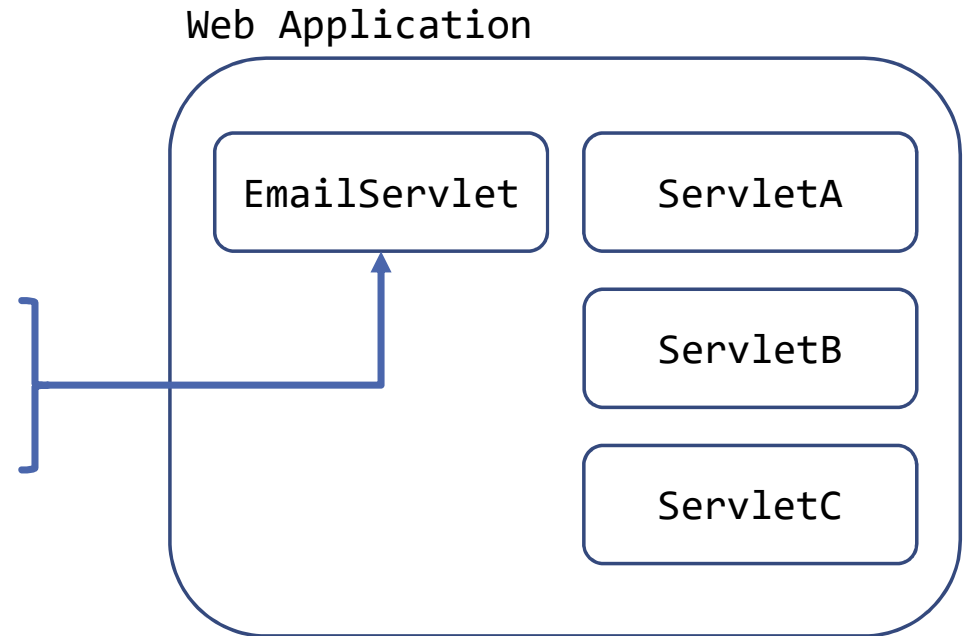 Web Application
EmailServlet
ServletA
ServletB
ServletC